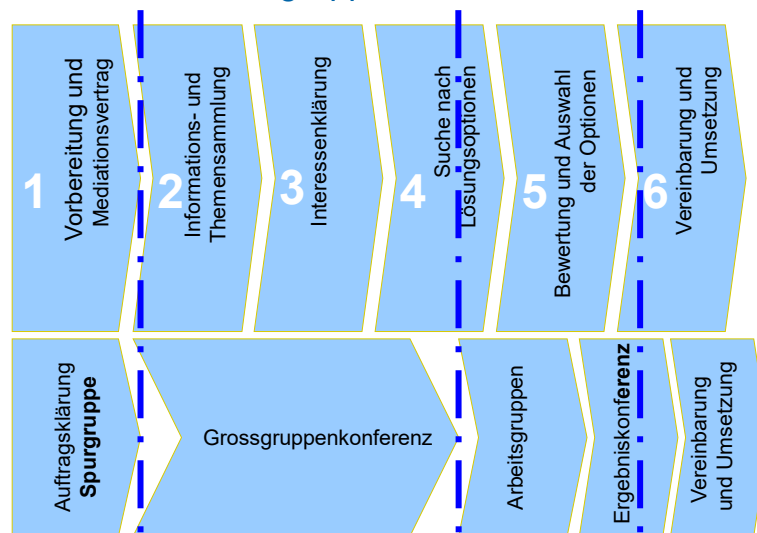 1
Vorbereitung und
Mediationsvertrag
2
Informations- und
Themensammlung
3
Interessenklärung
4
Suche nach
Lösungsoptionen
5
Bewertung und Auswahl
der Optionen
6
Vereinbarung und
Umsetzung
Auftragsklärung
Spurgruppe
Grossgruppenkonferenz
Arbeitsgruppen
Ergebniskonferenz
Vereinbarung
und Umsetzung